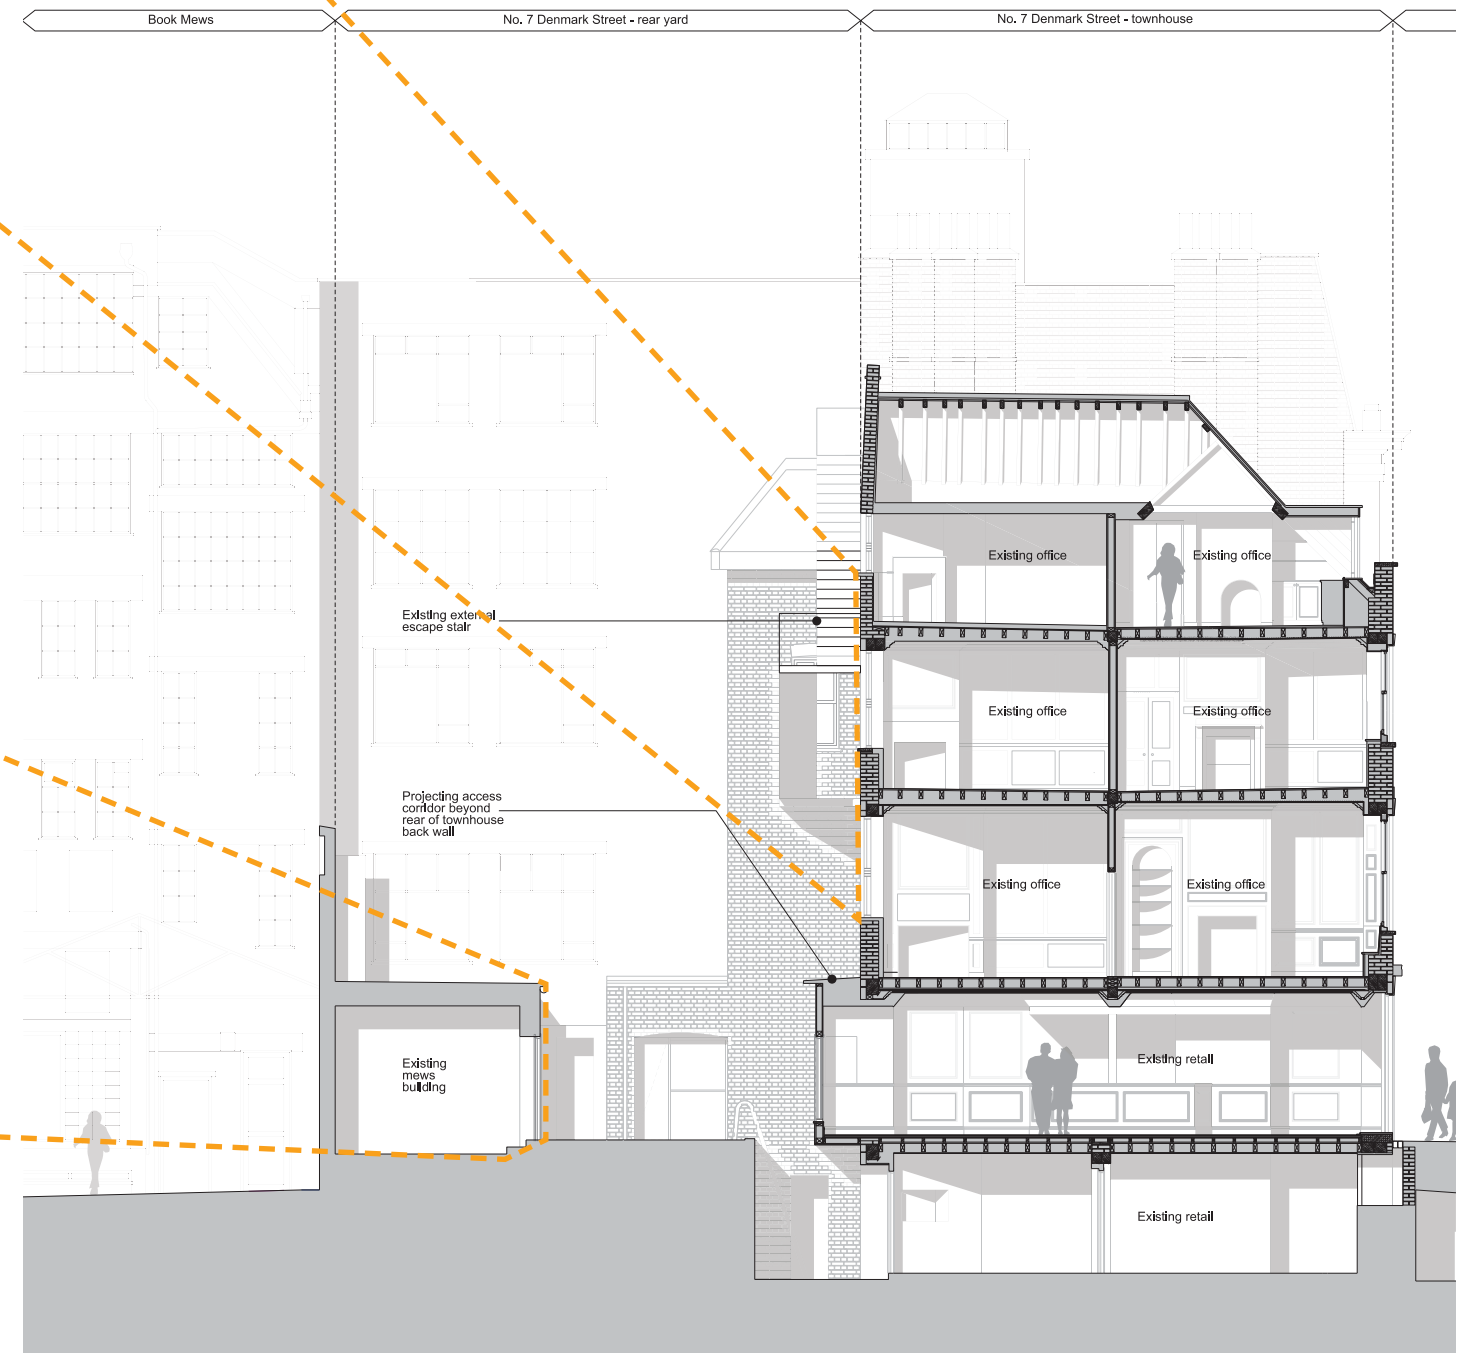 Book Mews
No. 7 Denmark Street - rear yard
No. 7 Denmark Street - townhouse
Existing office
Existing office
Existing external
escape stair
Existing office
Existing office
Projecting access
corridor beyond
rear of townhouse
back wall
Existing office
Existing office
Existing
mews
building
Existing retail
Existing retail